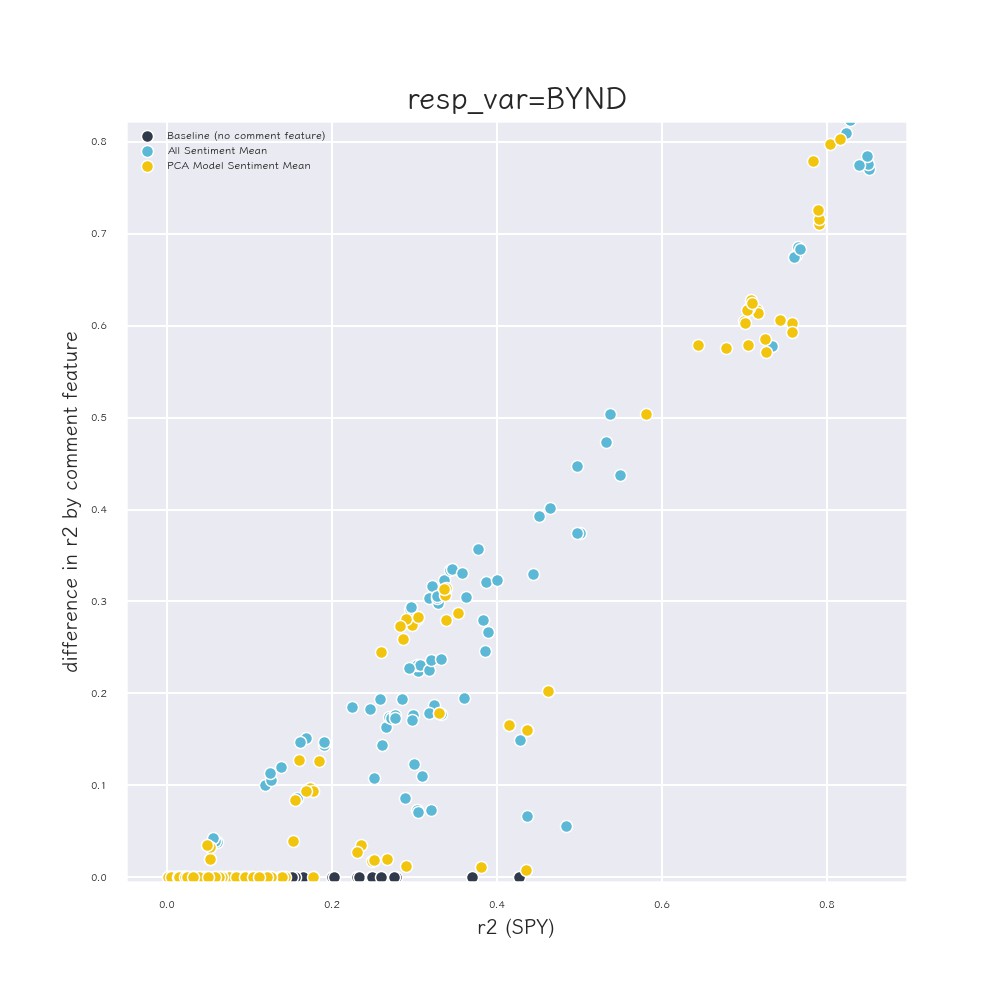 resp_var=BYND
Baseline (no comment feature)
All Sentiment Mean
PCA Model Sentiment Mean
difference in r2 by comment feature
0.8
0.7
0.6
0.5
0.4
0.3
0.2
0.1
0.0
0.0 0.2 0.4 0.6 0.8
r2 (SPY)